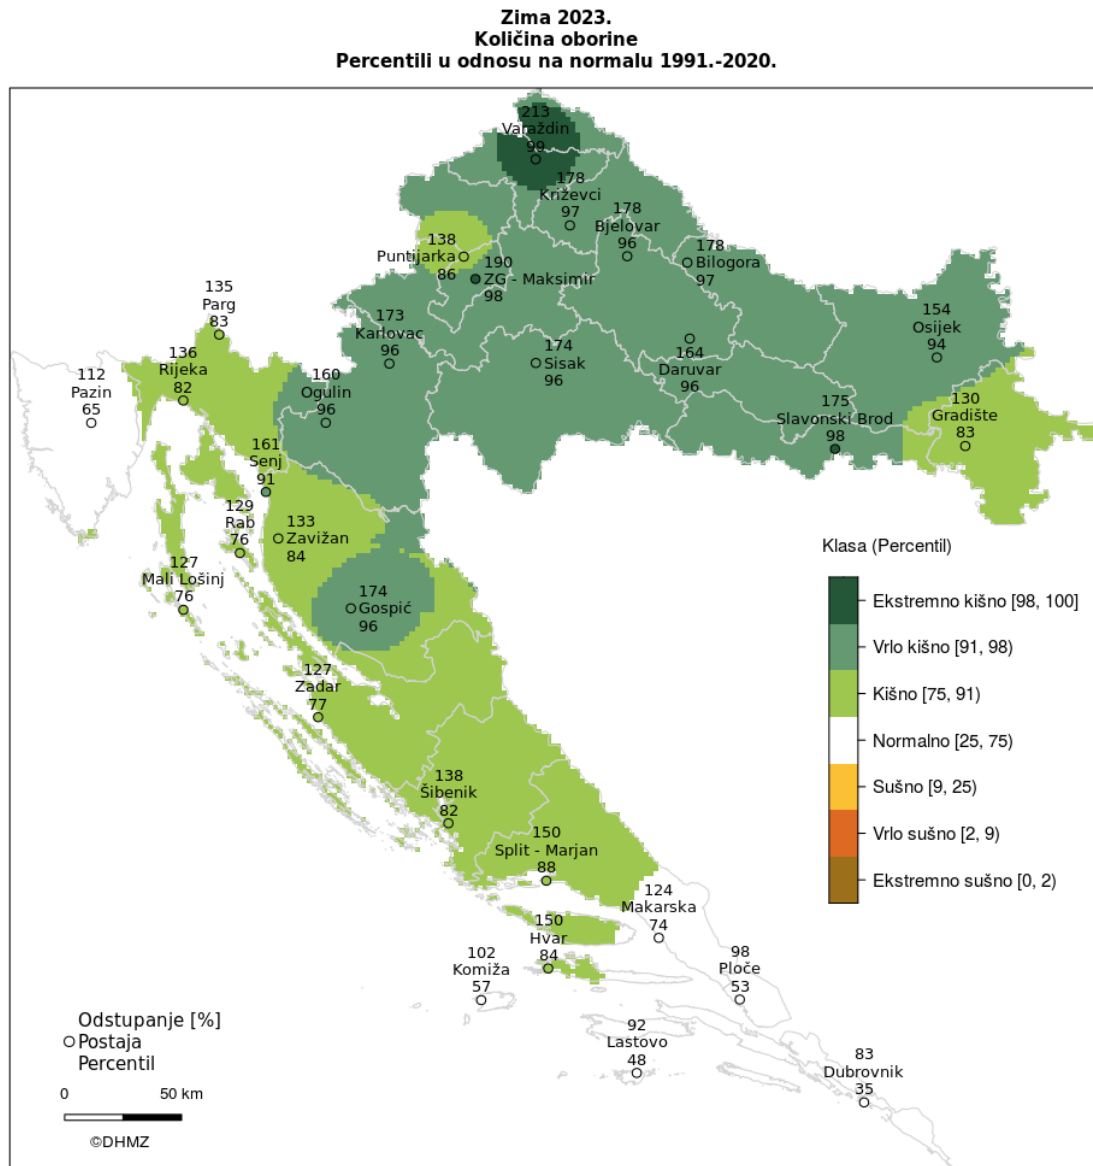 Zima 2023.
Količina oborine
Percentili u odnosu na normalu 1991.-2020.
213
Varaždin
99
178
Križevci
97
178
Bjelovar
96
178
Bilogora
97
138
Puntijarka
86
190
ZG - Maksimir
98
135
Parg
83
173
Karlovac
96
174
Sisak
96
164
Daruvar
96
154
Osijek
94
136
Rijeka
82
112
Pazin
65
160
Ogulin
96
175
Slavonski Brod
98
130
Gradište
83
161
Senj
91
129
Rab
76
133
Zavižan
84
127
Mali Lošinj
76
174
Gospić
96
127
Zadar
77
138
Šibenik
82
150
Split - Marjan
88
124
Makarska
74
150
Hvar
84
102
Komiža
57
98
Ploče
53
92
Lastovo
48
83
Dubrovnik
35
Klasa (Percentil)
Ekstremno kišno [98, 100]
Vrlo kišno [91, 98)
Kišno [75, 91)
Normalno [25, 75)
Sušno [9, 25)
Vrlo sušno [2, 9)
Ekstremno sušno [0, 2)
Odstupanje [%]
Postaja
Percentil
0 50 km
©DHMZ